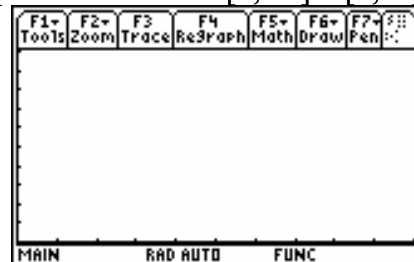 F1▾ F2▾ F3 F4 F5▾ F6▾ F7▾
Tools Zoom Trace ReGraph Math Draw Pen
MAIN RAD AUTO FUNC